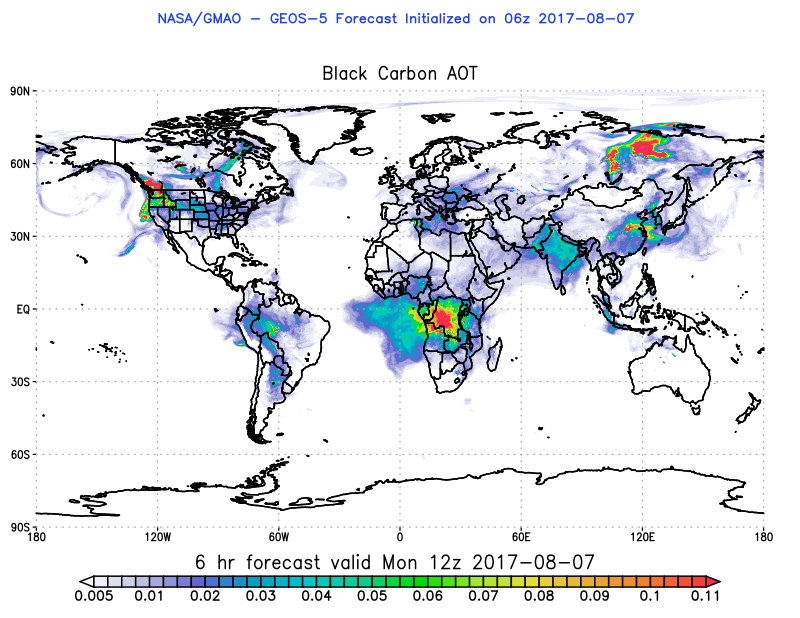 NASA/GMAO – GEOS–5 Forecast Initialized on 06z 2017–08–07
Black Carbon AOT
90N
60N
30N
EQ
30S
60S
90S
180 120W 60W 0 60E 120E 180
6 hr forecast valid Mon 12z 2017–08–07
0.005 0.01 0.02 0.03 0.04 0.05 0.06 0.07 0.08 0.09 0.1 0.11